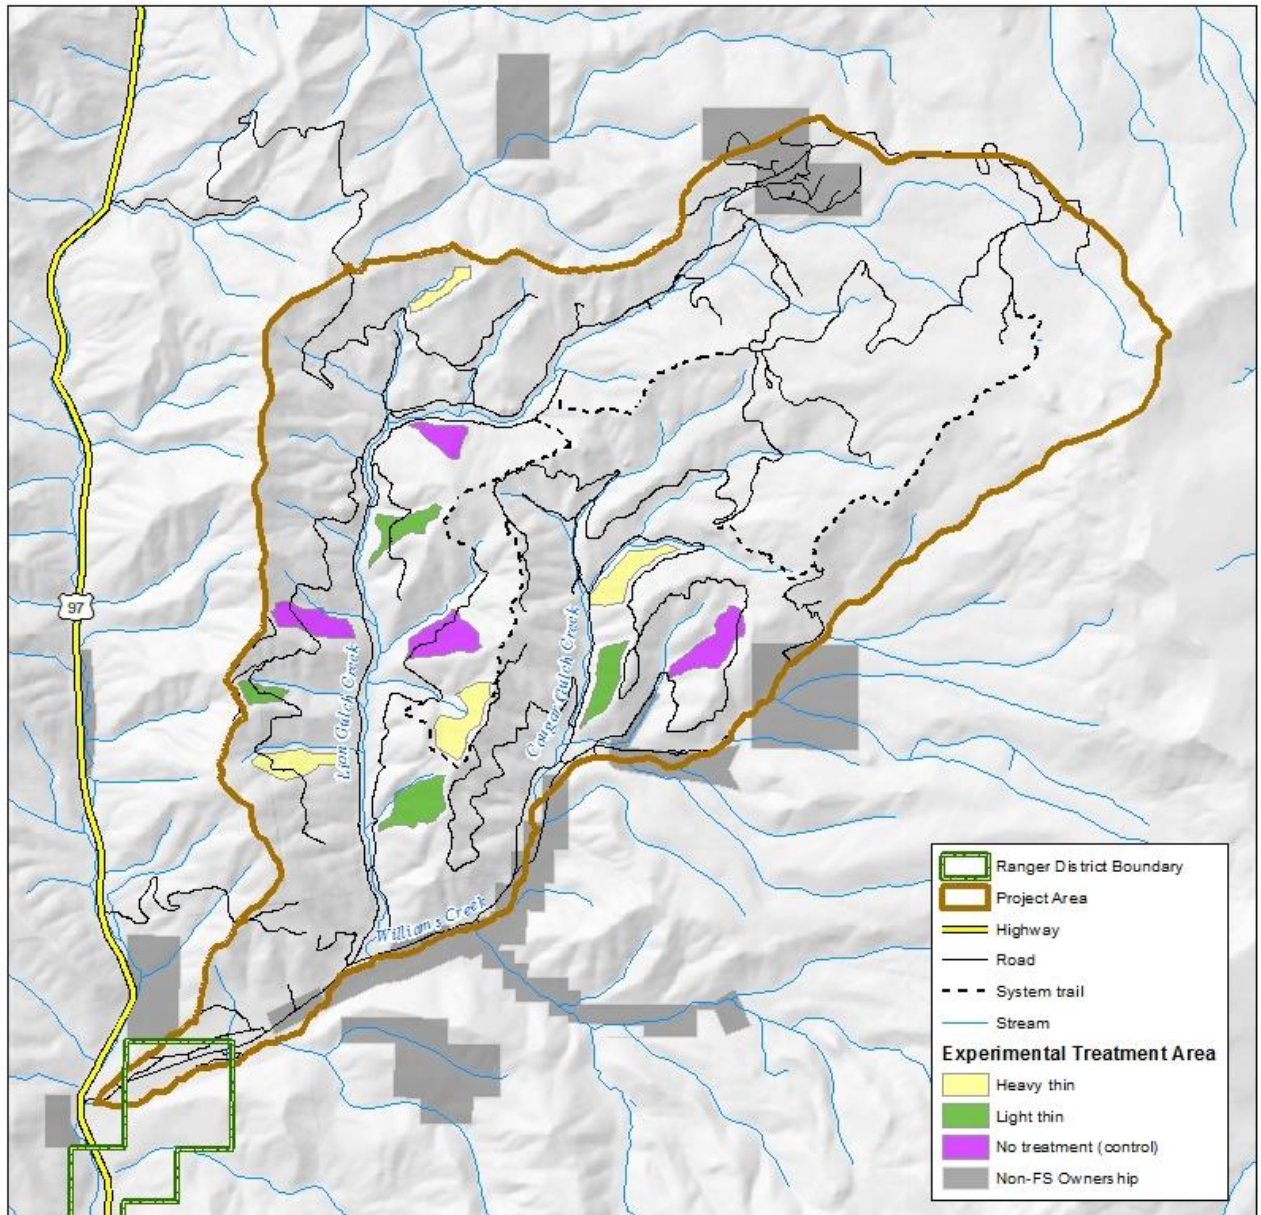 97
Lion Gulch Creek
Cougar Gulch Creek
Williams Creek
Ranger District Boundary
Project Area
Highway
Road
System trail
Stream
Experimental Treatment Area
Heavy thin
Light thin
No treatment (control)
Non-FS Ownership